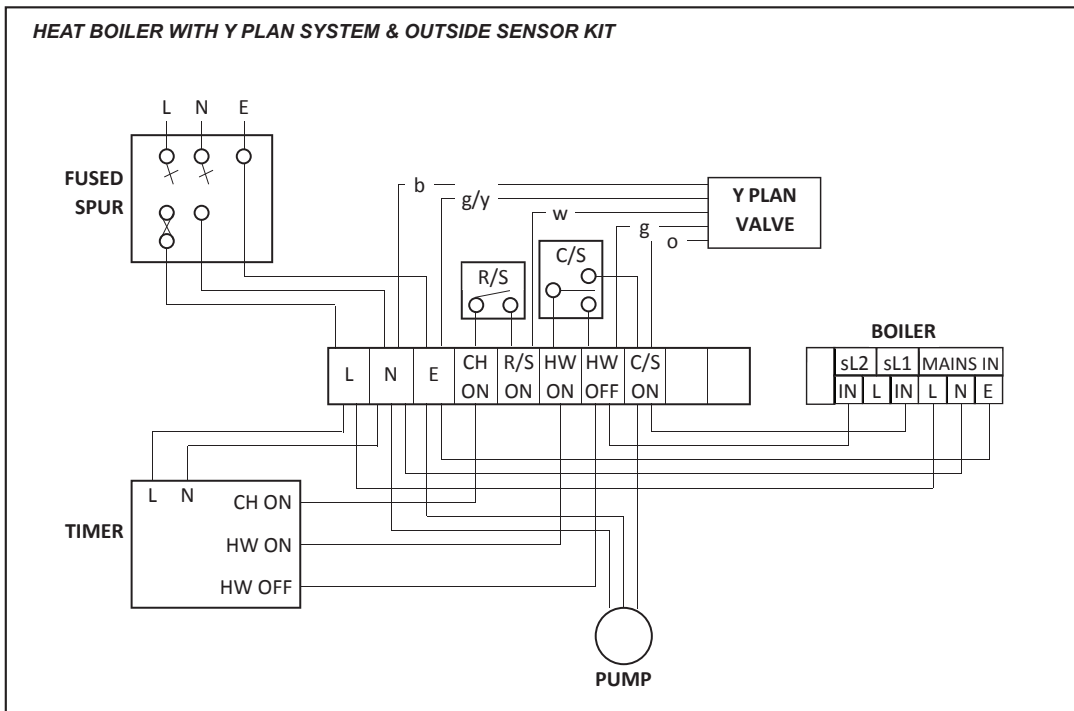 HEAT BOILER WITH Y PLAN SYSTEM & OUTSIDE SENSOR KIT
L N E
FUSED
SPUR
b
g/y
w
g
o
Y PLAN
VALVE
R/S
C/S
BOILER
sL2 sL1 MAINS IN
IN L IN L N E
L N E CH R/S HW HW C/S
ON ON ON OFF ON
L N
CH ON
TIMER
HW ON
HW OFF
PUMP